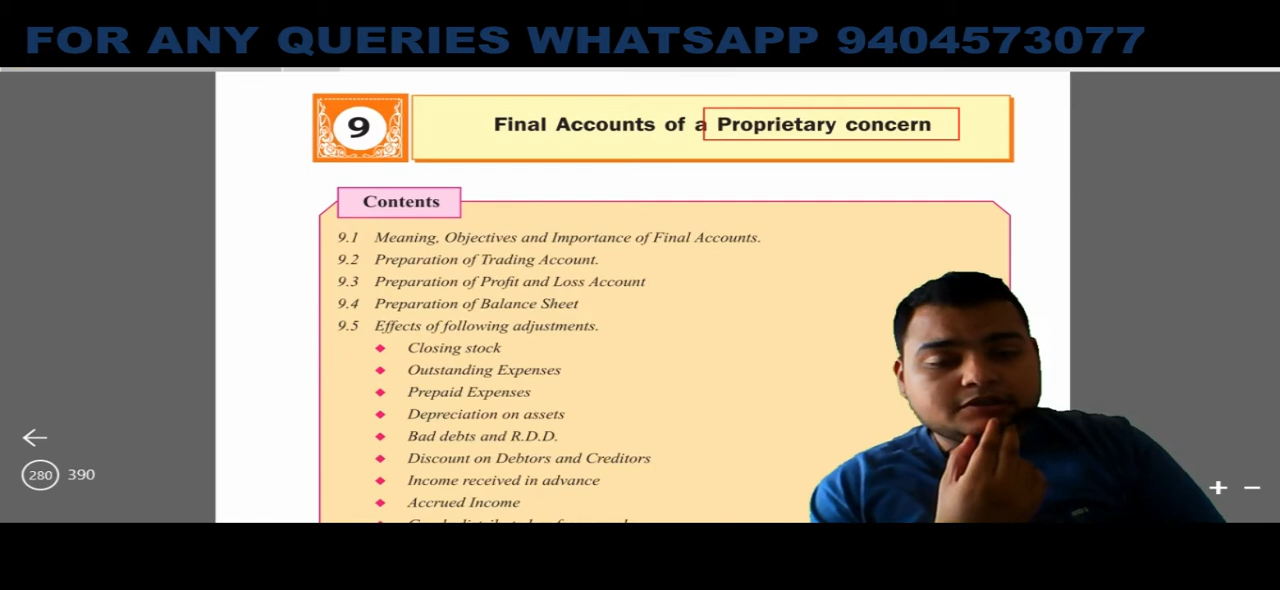 FOR ANY QUERIES WHATSAPP 9404573077
9
Final Accounts of a Proprietary concern
Contents
9.1 Meaning, Objectives and Importance of Final Accounts.
9.2 Preparation of Trading Account.
9.3 Preparation of Profit and Loss Account
9.4 Preparation of Balance Sheet
9.5 Effects of following adjustments.
Closing stock
Outstanding Expenses
Prepaid Expenses
Depreciation on assets
Bad debts and R.D.D.
Discount on Debtors and Creditors
Income received in advance
Accrued Income
280 390